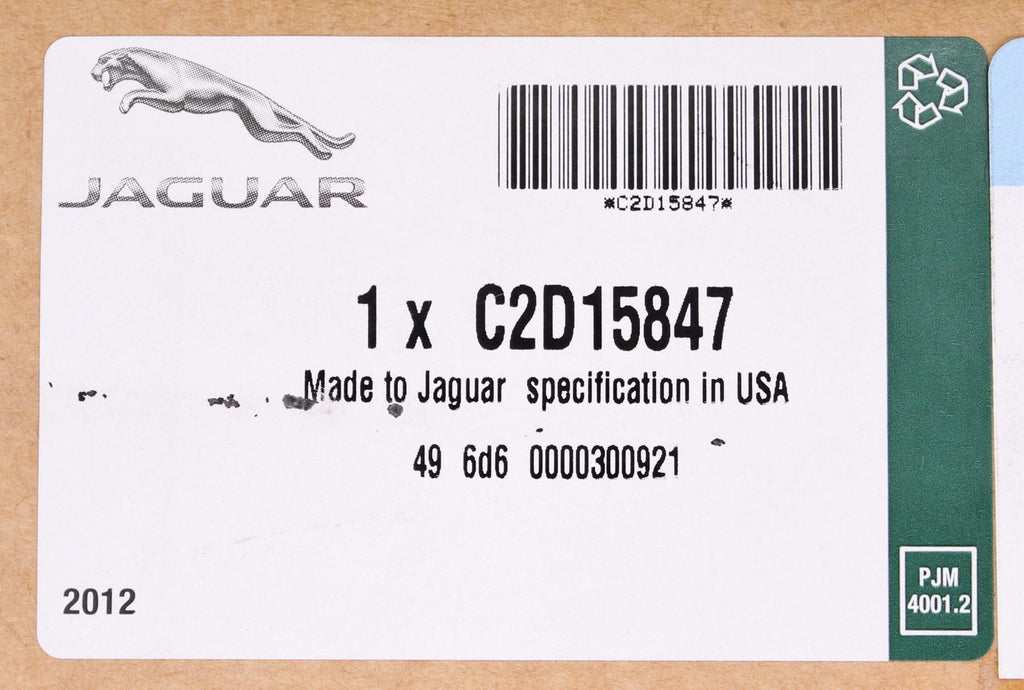 JAGUAR
*C2D15847*
1 x C2D15847
Made to Jaguar specification in USA
49 6d6 0000300921
2012
PJM
4001.2